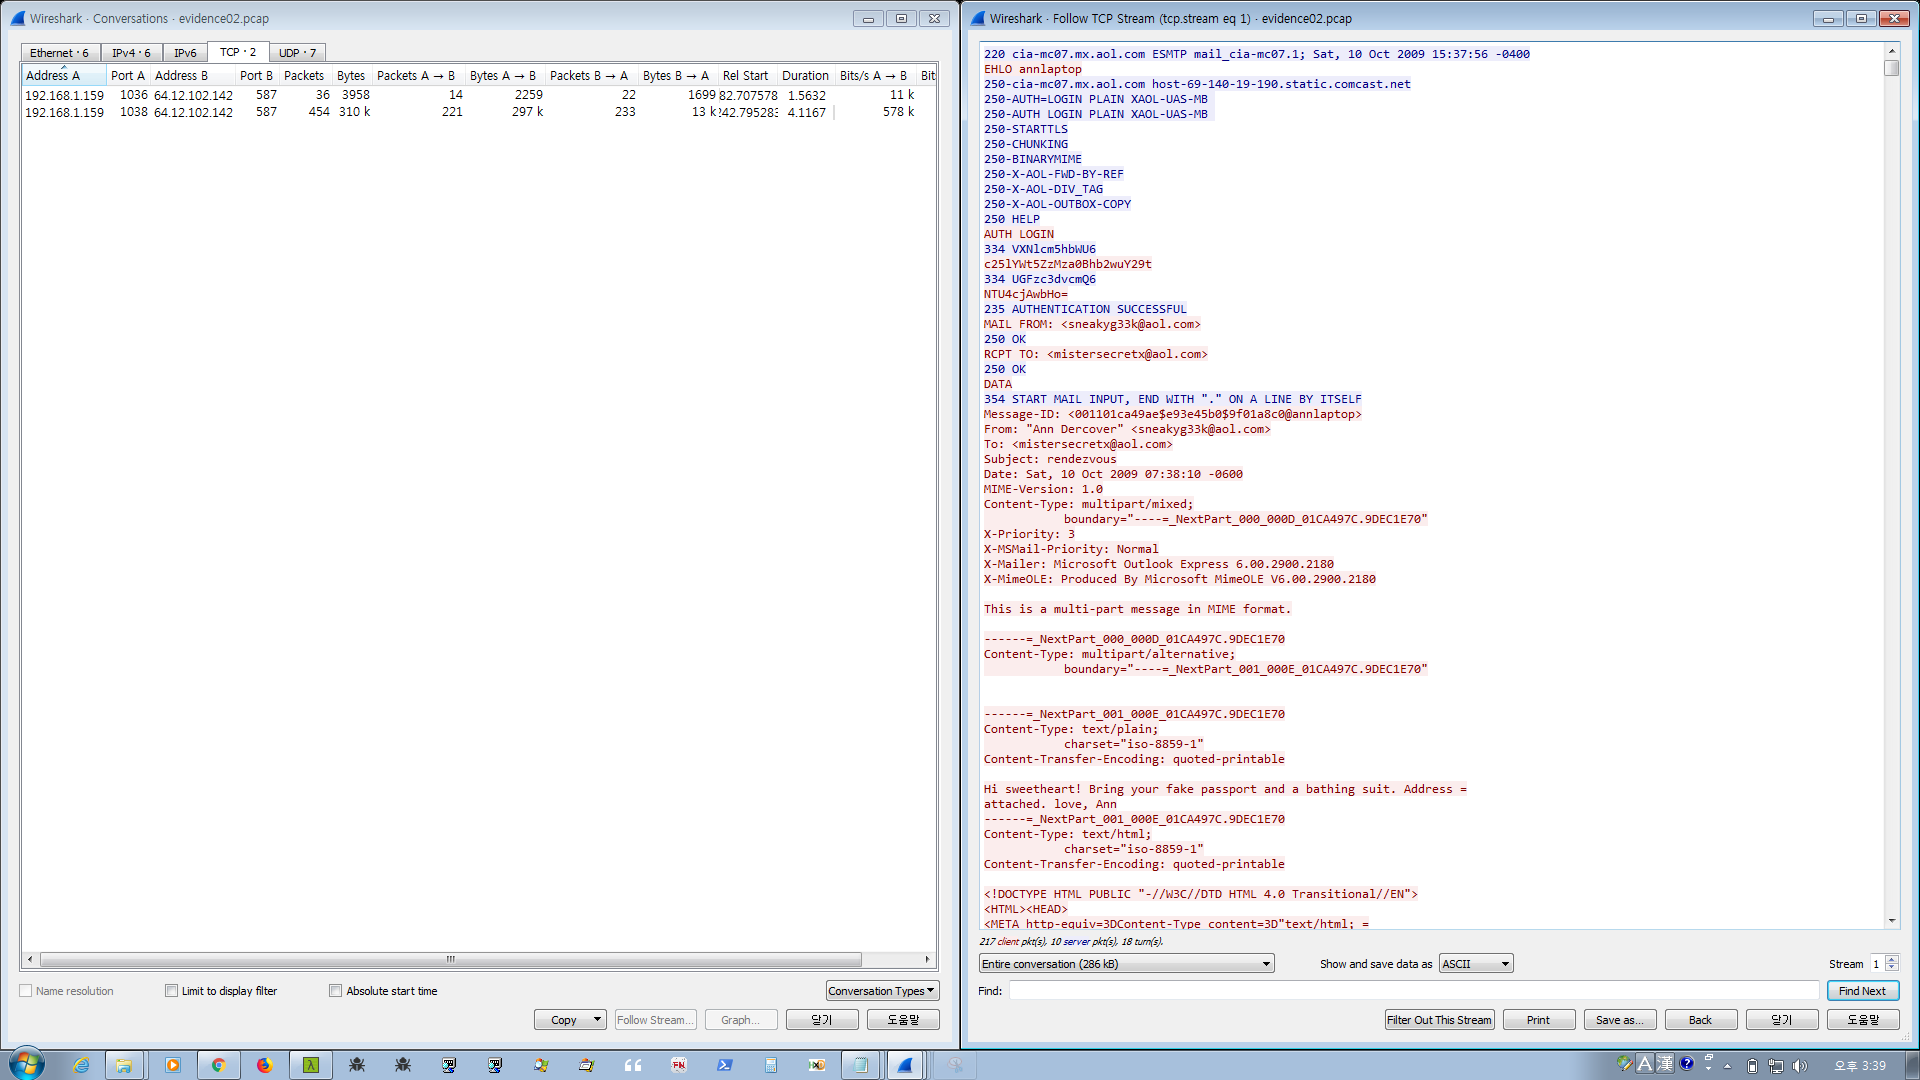 Wireshark · Conversations · evidence02.pcap
Ethernet · 6 IPv4 · 6 IPv6 TCP · 2 UDP · 7
Address A Port A Address B Port B Packets Bytes Packets A → B Bytes A → B Packets B → A Bytes B → A Rel Start Duration Bits/s A → B Bit
192.168.1.159 1036 64.12.102.142 587 36 3958 14 2259 22 1699 82.707578 1.5632 11 k
192.168.1.159 1038 64.12.102.142 587 454 310 k 221 297 k 233 13 k 42.795283 4.1167 578 k
Name resolution Limit to display filter Absolute start time Conversation Types
Copy Follow Stream... Graph... 닫기 도움말
Wireshark · Follow TCP Stream (tcp.stream eq 1) · evidence02.pcap
220 cia-mc07.mx.aol.com ESMTP mail_cia-mc07.1; Sat, 10 Oct 2009 15:37:56 -0400
EHLO annlaptop
250-cia-mc07.mx.aol.com host-69-140-19-190.static.comcast.net
250-AUTH=LOGIN PLAIN XAOL-UAS-MB
250-AUTH LOGIN PLAIN XAOL-UAS-MB
250-STARTTLS
250-CHUNKING
250-BINARYMIME
250-X-AOL-FWD-BY-REF
250-X-AOL-DIV_TAG
250-X-AOL-OUTBOX-COPY
250 HELP
AUTH LOGIN
334 VXNlcm5hbWU6
c25lYWt5ZzMza0Bhb2wuY29t
334 UGFzc3dvcmQ6
NTU4cjAwbHo=
235 AUTHENTICATION SUCCESSFUL
MAIL FROM: <sneakyg33k@aol.com>
250 OK
RCPT TO: <mistersecretx@aol.com>
250 OK
DATA
354 START MAIL INPUT, END WITH "." ON A LINE BY ITSELF
Message-ID: <001101ca49ae$e93e45b0$9f01a8c0@annlaptop>
From: "Ann Dercover" <sneakyg33k@aol.com>
To: <mistersecretx@aol.com>
Subject: rendezvous
Date: Sat, 10 Oct 2009 07:38:10 -0600
MIME-Version: 1.0
Content-Type: multipart/mixed;
boundary="----=_NextPart_000_000D_01CA497C.9DEC1E70"
X-Priority: 3
X-MSMail-Priority: Normal
X-Mailer: Microsoft Outlook Express 6.00.2900.2180
X-MimeOLE: Produced By Microsoft MimeOLE V6.00.2900.2180
This is a multi-part message in MIME format.
------=_NextPart_000_000D_01CA497C.9DEC1E70
Content-Type: multipart/alternative;
boundary="----=_NextPart_001_000E_01CA497C.9DEC1E70"
------=_NextPart_001_000E_01CA497C.9DEC1E70
Content-Type: text/plain;
charset="iso-8859-1"
Content-Transfer-Encoding: quoted-printable
Hi sweetheart! Bring your fake passport and a bathing suit. Address =
attached. love, Ann
------=_NextPart_001_000E_01CA497C.9DEC1E70
Content-Type: text/html;
charset="iso-8859-1"
Content-Transfer-Encoding: quoted-printable
<!DOCTYPE HTML PUBLIC "-//W3C//DTD HTML 4.0 Transitional//EN">
<HTML><HEAD>
<META http-equiv=3DContent-Type content=3D"text/html; =
217 client pkt(s), 10 server pkt(s), 18 turn(s).
Entire conversation (286 kB) Show and save data as ASCII Stream 1
Find: Find Next
Filter Out This Stream Print Save as... Back 닫기 도움말
A 漢 오후 3:39